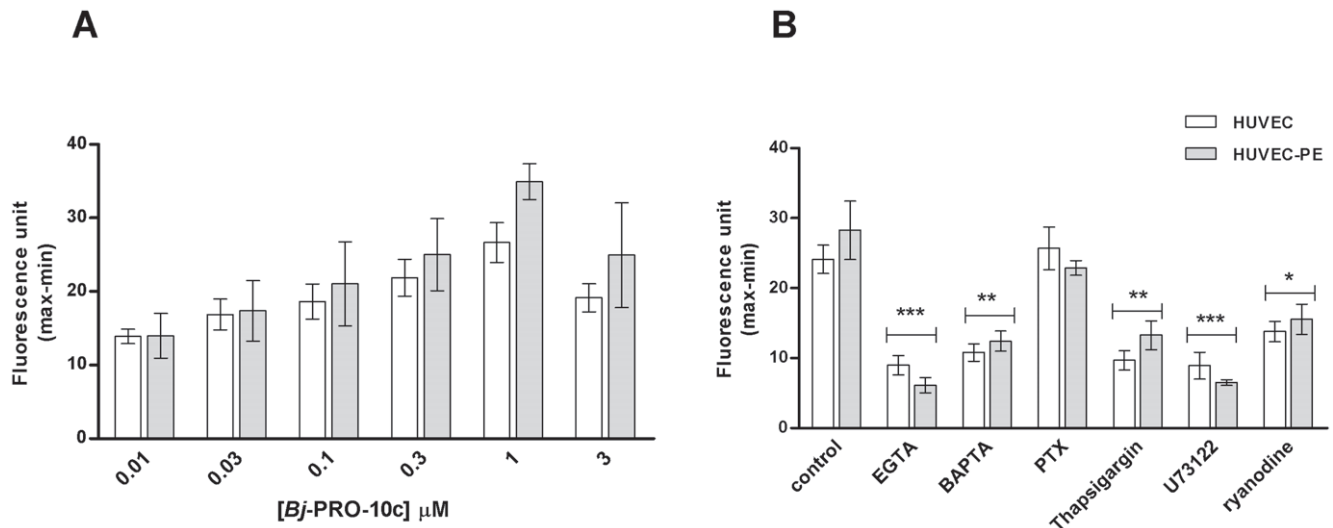 A
Fluorescence unit
(max-min)
40
30
20
10
0
0.01
0.03
0.1
0.3
1
3
[Bj-PRO-10c] μM
B
HUVEC
HUVEC-PE
Fluorescence unit
(max-min)
40
30
20
10
0
***
**
**
***
*
control
EGTA
BAPTA
PTX
Thapsigargin
U73122
ryanodine